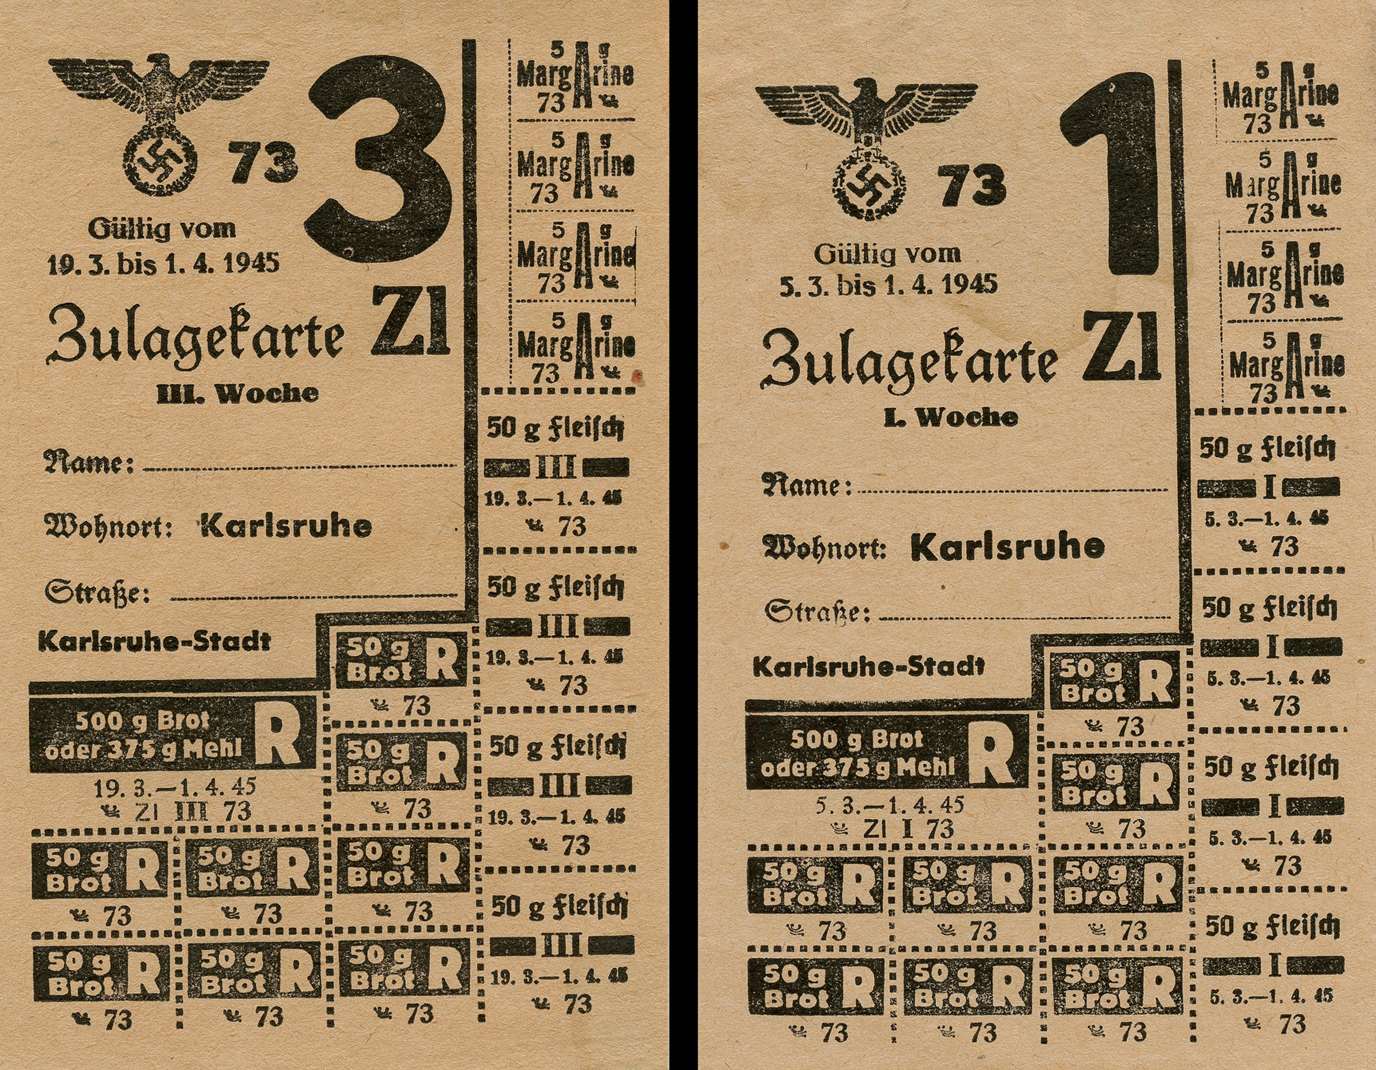 73
3
Gültig vom
19. 3. bis 1. 4. 1945
Zulagekarte Zl
III. Woche
Name:
Wohnort: Karlsruhe
Straße:
Karlsruhe-Stadt
500 g Brot
oder 375 g Mehl R
19. 3.—1. 4. 45
Zl III 73
50 g
Brot R
73
50 g
Brot R
73
50 g
Brot R
73
50 g
Brot R
73
50 g
Brot R
73
50 g
Brot R
73
50 g
Brot R
73
50 g
Brot R
73
5 g
MargArine
73
5 g
MargArine
73
5 g
MargArine
73
5 g
MargArine
73
50 g Fleisch
III
19. 3.—1. 4. 45
73
50 g Fleisch
III
19. 3.—1. 4. 45
73
50 g Fleisch
III
19. 3.—1. 4. 45
73
50 g Fleisch
III
19. 3.—1. 4. 45
73
73
1
Gültig vom
5. 3. bis 1. 4. 1945
Zulagekarte Zl
I. Woche
Name:
Wohnort: Karlsruhe
Straße:
Karlsruhe-Stadt
500 g Brot
oder 375 g Mehl R
5. 3.—1. 4. 45
Zl I 73
50 g
Brot R
73
50 g
Brot R
73
50 g
Brot R
73
50 g
Brot R
73
50 g
Brot R
73
50 g
Brot R
73
50 g
Brot R
73
50 g
Brot R
73
5 g
MargArine
73
5 g
MargArine
73
5 g
MargArine
73
5 g
MargArine
73
50 g Fleisch
I
5. 3.—1. 4. 45
73
50 g Fleisch
I
5. 3.—1. 4. 45
73
50 g Fleisch
I
5. 3.—1. 4. 45
73
50 g Fleisch
I
5. 3.—1. 4. 45
73